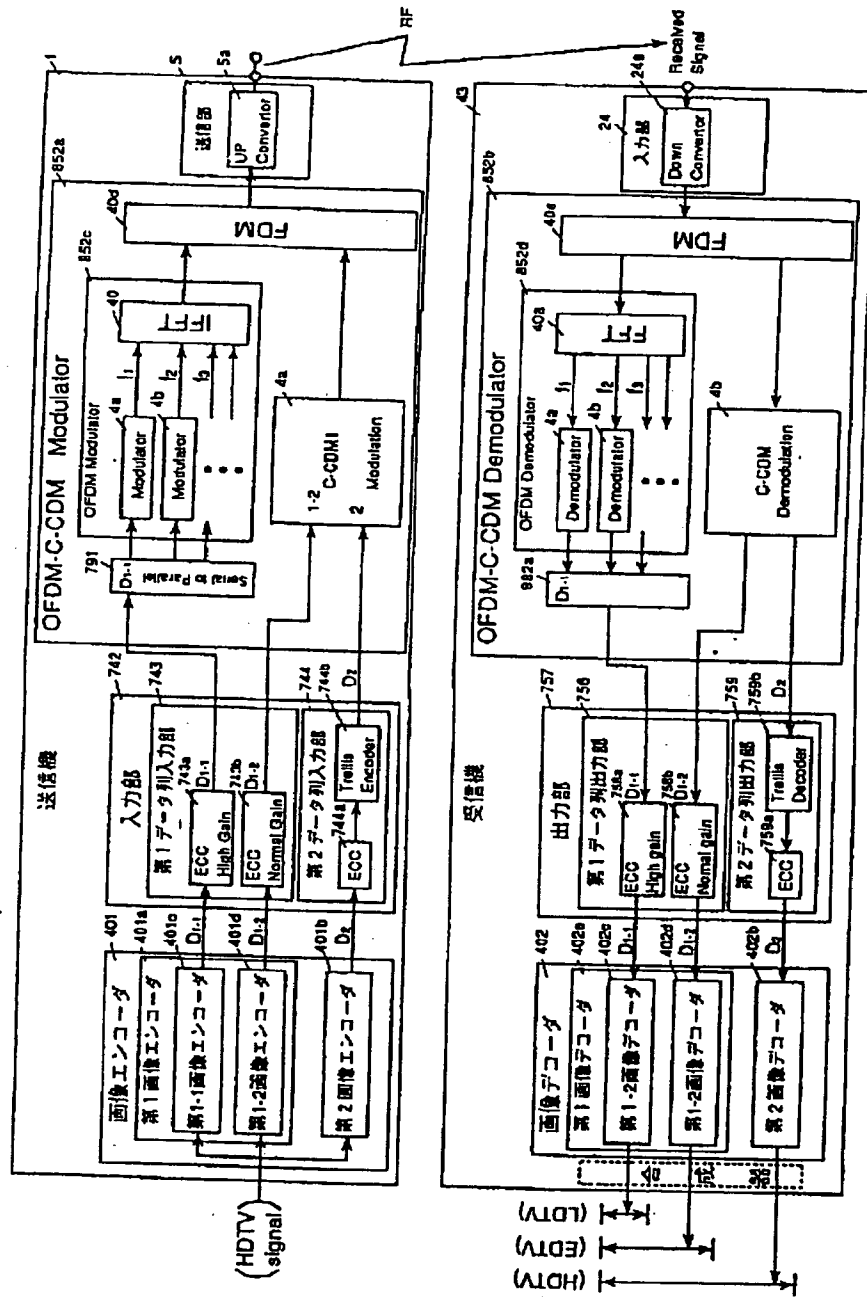 送信機
1
(HDTV signal)
401
画像エンコーダ
401a
第1画像エンコーダ
401c
第1-1画像エンコーダ
D1-1
401d
第1-2画像エンコーダ
D1-2
401b
第2画像エンコーダ
D2
742
入力部
743
第1データ列入力部
743a
ECC
High Gain
D1-1
743b
ECC
Normal Gain
D1-2
744
第2データ列入力部
744a
ECC
744b
Trellis
Encoder
D2
852a
OFDM-C-CDM Modulator
791
D1-1
Serial to Parallel
852c
OFDM Modulator
4a
Modulator
4b
Modulator
f1
f2
f3
40
IFFT
4a
1-2
C-CDM
Modulation
2
40d
FDM
5
送信部
5a
UP
Convertor
RF
受信機
43
Received
Signal
24
入力部
24a
Down
Convertor
852b
OFDM-C-CDM Demodulator
40e
FDM
852d
OFDM Demodulator
40a
FFT
f1
f2
f3
4a
Demodulator
4b
Demodulator
882a
D1-1
4b
C-CDM
Demodulation
757
出力部
758
第1データ列出力部
758a
ECC
High gain
D1-1
758b
ECC
Normal gain
D1-2
759
第2データ列出力部
759a
ECC
759b
Trellis
Decoder
D2
402
画像デコーダ
402a
第1画像デコーダ
402c
第1-2画像デコーダ
D1-1
402d
第1-2画像デコーダ
D1-2
402b
第2画像デコーダ
D2
合成部
(LDTV)
(EDTV)
(HDTV)